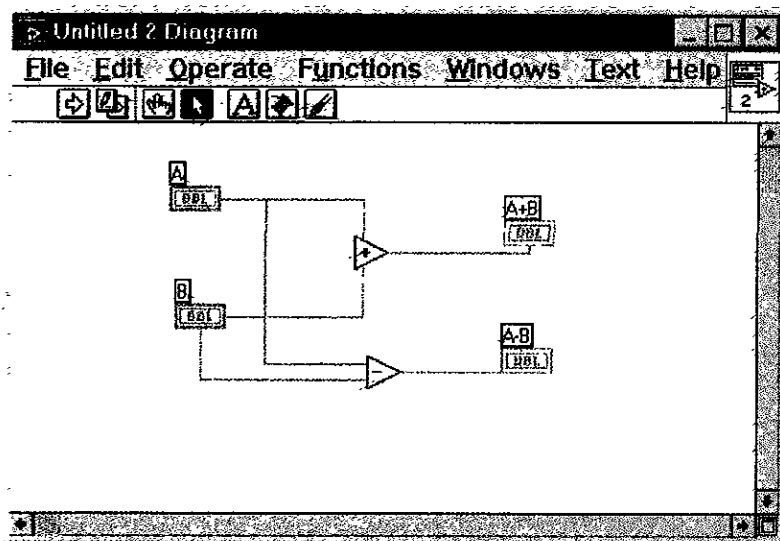 Untitled 2 Diagram
File Edit Operate Functions Windows Text Help
A
2
A
DBL
A+B
DBL
B
DBL
A-B
DBL